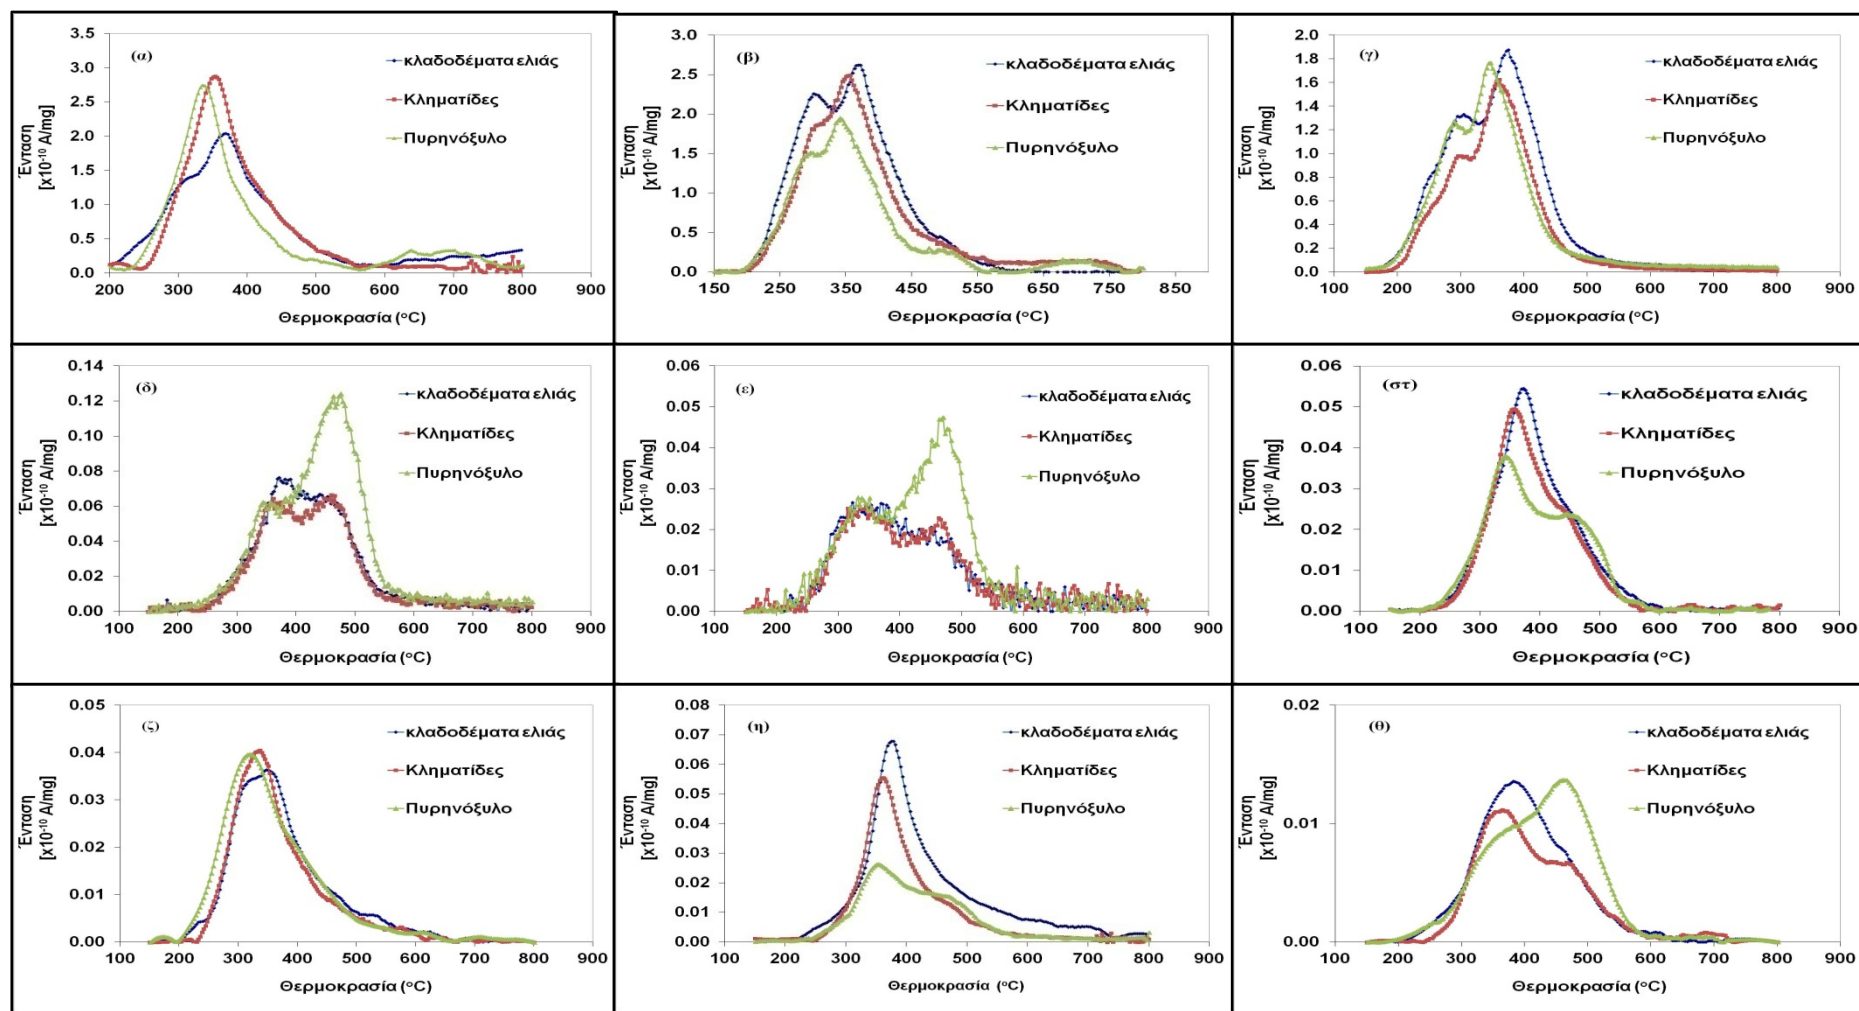 (α)
κλαδοδέματα ελιάς
Κληματίδες
Πυρηνόξυλο
Ένταση
[x10⁻¹⁰ A/mg]
3.5
3.0
2.5
2.0
1.5
1.0
0.5
0.0
200 300 400 500 600 700 800 900
Θερμοκρασία (°C)
(β)
κλαδοδέματα ελιάς
Κληματίδες
Πυρηνόξυλο
Ένταση
[x10⁻¹⁰ A/mg]
3.0
2.5
2.0
1.5
1.0
0.5
0.0
150 250 350 450 550 650 750 850
Θερμοκρασία (°C)
(γ)
κλαδοδέματα ελιάς
Κληματίδες
Πυρηνόξυλο
Ένταση
[x10⁻¹⁰ A/mg]
2.0
1.8
1.6
1.4
1.2
1.0
0.8
0.6
0.4
0.2
0.0
100 200 300 400 500 600 700 800 900
Θερμοκρασία (°C)
(δ)
κλαδοδέματα ελιάς
Κληματίδες
Πυρηνόξυλο
Ένταση
[x10⁻¹⁰ A/mg]
0.14
0.12
0.10
0.08
0.06
0.04
0.02
0.00
100 200 300 400 500 600 700 800 900
Θερμοκρασία (°C)
(ε)
κλαδοδέματα ελιάς
Κληματίδες
Πυρηνόξυλο
Ένταση
[x10⁻¹⁰ A/mg]
0.06
0.05
0.04
0.03
0.02
0.01
0.00
100 200 300 400 500 600 700 800 900
Θερμοκρασία (°C)
(στ)
κλαδοδέματα ελιάς
Κληματίδες
Πυρηνόξυλο
Ένταση
[x10⁻¹⁰ A/mg]
0.06
0.05
0.04
0.03
0.02
0.01
0.00
100 200 300 400 500 600 700 800 900
Θερμοκρασία (°C)
(ζ)
κλαδοδέματα ελιάς
Κληματίδες
Πυρηνόξυλο
Ένταση
[x10⁻¹⁰ A/mg]
0.05
0.04
0.03
0.02
0.01
0.00
100 200 300 400 500 600 700 800 900
Θερμοκρασία (°C)
(η)
κλαδοδέματα ελιάς
Κληματίδες
Πυρηνόξυλο
Ένταση
[x10⁻¹⁰ A/mg]
0.08
0.07
0.06
0.05
0.04
0.03
0.02
0.01
0.00
100 200 300 400 500 600 700 800 900
Θερμοκρασία (°C)
(θ)
κλαδοδέματα ελιάς
Κληματίδες
Πυρηνόξυλο
Ένταση
[x10⁻¹⁰ A/mg]
0.02
0.01
0.00
100 200 300 400 500 600 700 800 900
Θερμοκρασία (°C)